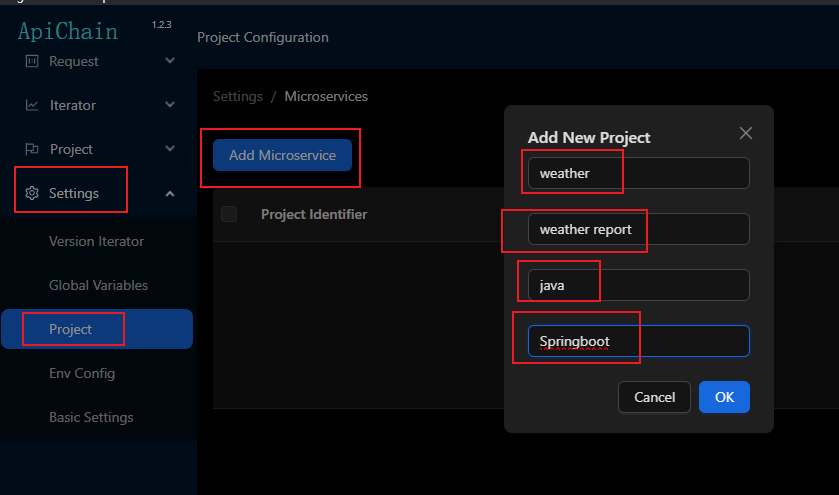 ApiChain
1.2.3
Project Configuration
Request
Iterator
Project
Settings
Version Iterator
Global Variables
Project
Env Config
Basic Settings
Settings / Microservices
Add Microservice
Project Identifier
Add New Project
weather
weather report
java
Springboot
Cancel
OK